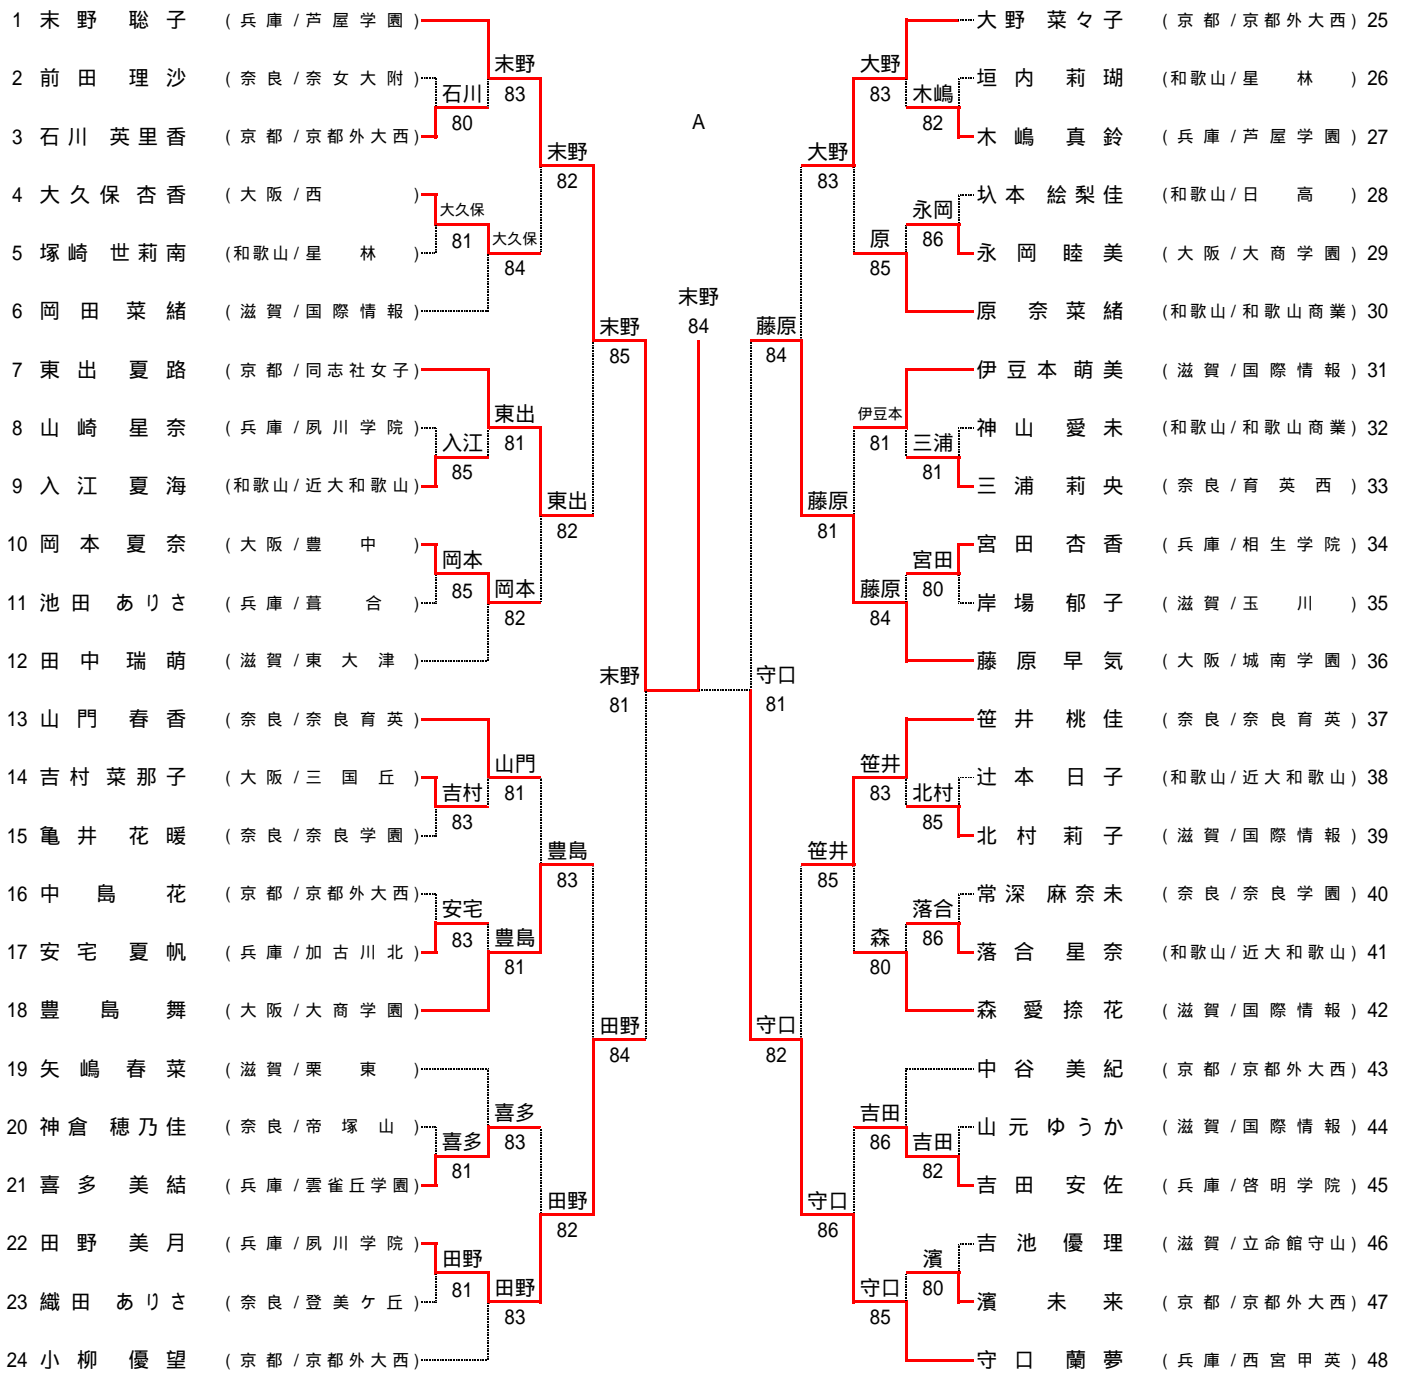 1 末野 聡子 (兵庫/芦屋学園)
2 前田 理沙 (奈良/奈女大附)
3 石川 英里香 (京都/京都外大西)
4 大久保 杏香 (大阪/西)
5 塚崎 世莉南 (和歌山/星林)
6 岡田 菜緒 (滋賀/国際情報)
7 東出 夏路 (京都/同志社女子)
8 山崎 星奈 (兵庫/夙川学院)
9 入江 夏海 (和歌山/近大和歌山)
10 岡本 夏奈 (大阪/豊中)
11 池田 ありさ (兵庫/葺合)
12 田中 瑞萌 (滋賀/東大津)
13 山門 春香 (奈良/奈良育英)
14 吉村 菜那子 (大阪/三国丘)
15 亀井 花暖 (奈良/奈良学園)
16 中島 花 (京都/京都外大西)
17 安宅 夏帆 (兵庫/加古川北)
18 豊島 舞 (大阪/大商学園)
19 矢嶋 春菜 (滋賀/栗東)
20 神倉 穂乃佳 (奈良/帝塚山)
21 喜多 美結 (兵庫/雲雀丘学園)
22 田野 美月 (兵庫/夙川学院)
23 織田 ありさ (奈良/登美ケ丘)
24 小柳 優望 (京都/京都外大西)
石川
80
大久保
81
入江
85
岡本
85
吉村
83
安宅
83
喜多
81
田野
81
末野
83
大久保
84
東出
81
岡本
82
山門
81
豊島
81
喜多
83
田野
83
末野
82
東出
82
豊島
83
田野
82
末野
85
田野
84
末野
81
A
末野
84
守口
81
藤原
84
守口
82
大野
83
藤原
81
笹井
85
守口
86
大野
83
原
85
伊豆本
81
藤原
84
笹井
83
森
80
吉田
86
守口
85
木嶋
82
永岡
86
三浦
81
宮田
80
北村
85
落合
86
吉田
82
濱
80
大野 菜々子 (京都/京都外大西) 25
垣内 莉瑚 (和歌山/星林) 26
木嶋 真鈴 (兵庫/芦屋学園) 27
圦本 絵梨佳 (和歌山/日高) 28
永岡 睦美 (大阪/大商学園) 29
原 奈菜緒 (和歌山/和歌山商業) 30
伊豆本 萌美 (滋賀/国際情報) 31
神山 愛未 (和歌山/和歌山商業) 32
三浦 莉央 (奈良/育英西) 33
宮田 杏香 (兵庫/相生学院) 34
岸場 郁子 (滋賀/玉川) 35
藤原 早気 (大阪/城南学園) 36
笹井 桃佳 (奈良/奈良育英) 37
辻本 日子 (和歌山/近大和歌山) 38
北村 莉子 (滋賀/国際情報) 39
常深 麻奈未 (奈良/奈良学園) 40
落合 星奈 (和歌山/近大和歌山) 41
森 愛捺花 (滋賀/国際情報) 42
中谷 美紀 (京都/京都外大西) 43
山元 ゆうか (滋賀/国際情報) 44
吉田 安佐 (兵庫/啓明学院) 45
吉池 優理 (滋賀/立命館守山) 46
濱 未来 (京都/京都外大西) 47
守口 蘭夢 (兵庫/西宮甲英) 48